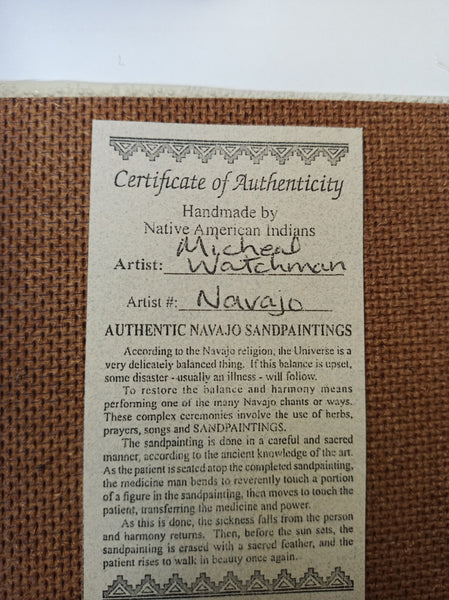 Certificate of Authenticity
Handmade by
Native American Indians
Micheal
Artist: Watchman
Artist #: Navajo
AUTHENTIC NAVAJO SANDPAINTINGS
According to the Navajo religion, the Universe is a
very delicately balanced thing. If this balance is upset,
some disaster - usually an illness - will follow.
To restore the balance and harmony means
performing one of the many Navajo chants or ways.
These complex ceremonies involve the use of herbs,
prayers, songs and SANDPAINTINGS.
The sandpainting is done in a careful and sacred
manner, according to the ancient knowledge of the art.
As the patient is seated atop the completed sandpainting,
the medicine man bends to reverently touch a portion
of a figure in the sandpainting, then moves to touch the
patient, transferring the medicine and power.
As this is done, the sickness falls from the person
and harmony returns. Then, before the sun sets, the
sandpainting is erased with a sacred feather, and the
patient rises to walk in beauty once again.